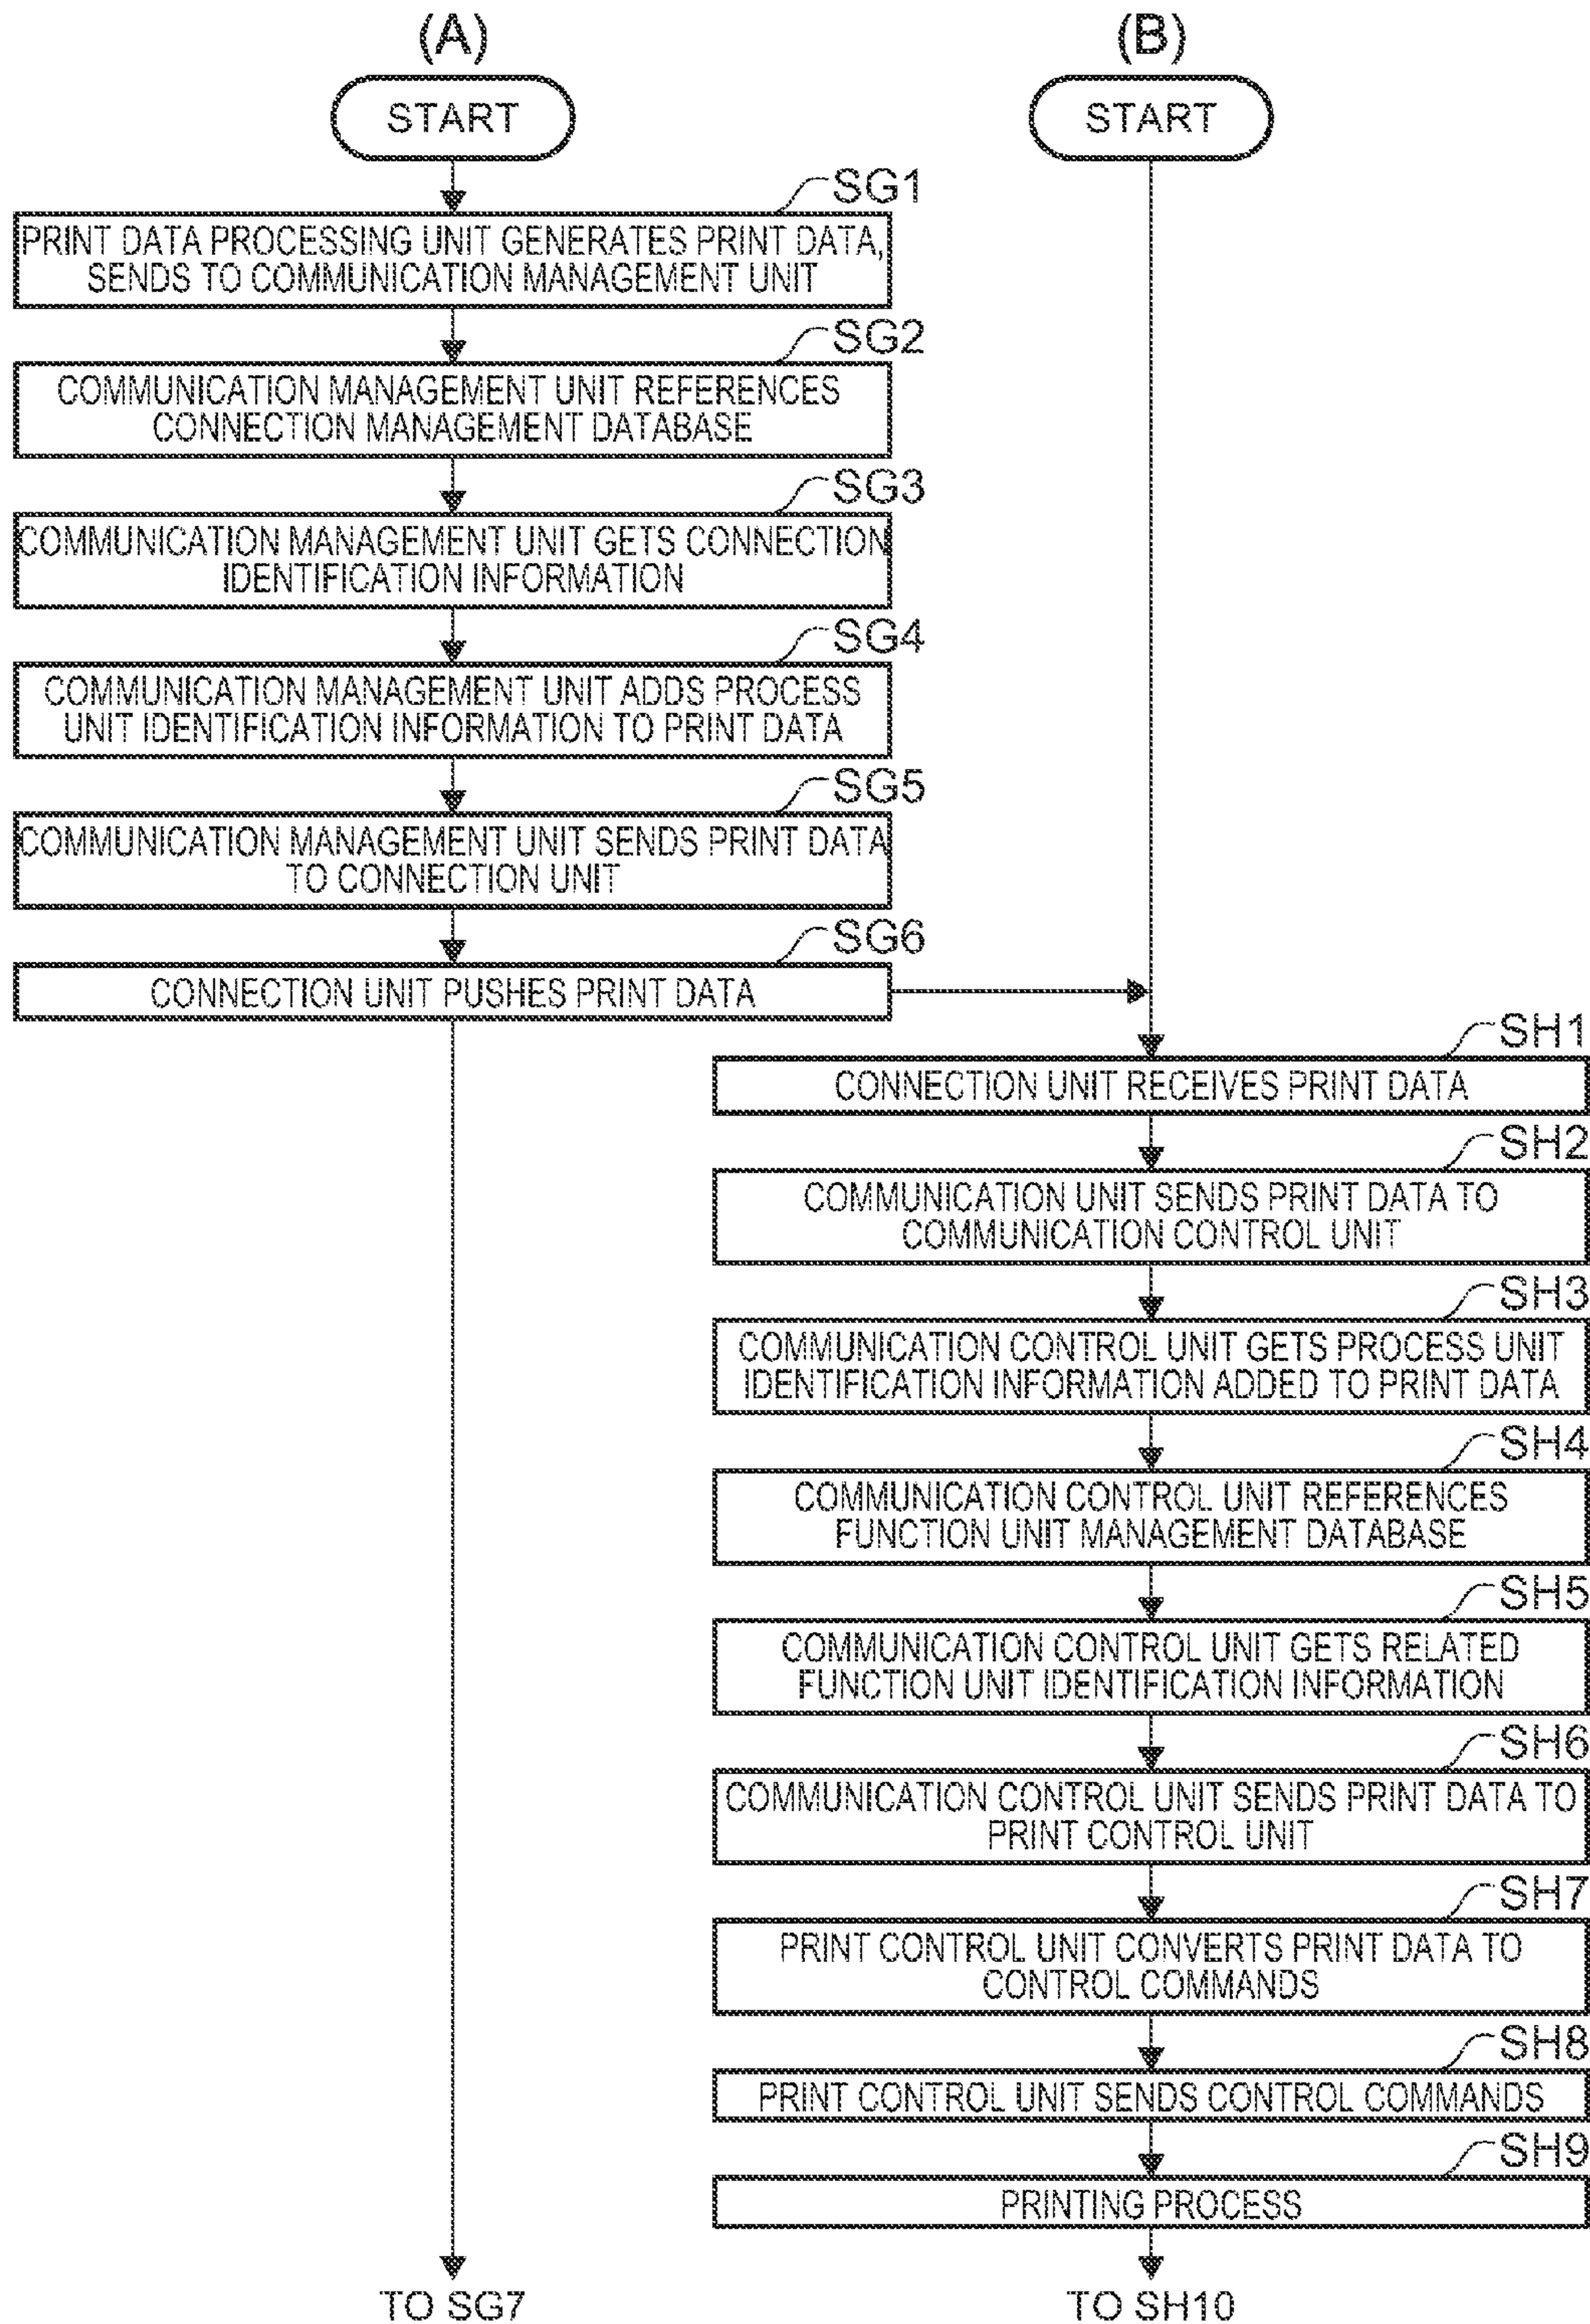 (A)
START
SG1
PRINT DATA PROCESSING UNIT GENERATES PRINT DATA,
SENDS TO COMMUNICATION MANAGEMENT UNIT
SG2
COMMUNICATION MANAGEMENT UNIT REFERENCES
CONNECTION MANAGEMENT DATABASE
SG3
COMMUNICATION MANAGEMENT UNIT GETS CONNECTION
IDENTIFICATION INFORMATION
SG4
COMMUNICATION MANAGEMENT UNIT ADDS PROCESS
UNIT IDENTIFICATION INFORMATION TO PRINT DATA
SG5
COMMUNICATION MANAGEMENT UNIT SENDS PRINT DATA
TO CONNECTION UNIT
SG6
CONNECTION UNIT PUSHES PRINT DATA
TO SG7
(B)
START
SH1
CONNECTION UNIT RECEIVES PRINT DATA
SH2
COMMUNICATION UNIT SENDS PRINT DATA TO
COMMUNICATION CONTROL UNIT
SH3
COMMUNICATION CONTROL UNIT GETS PROCESS UNIT
IDENTIFICATION INFORMATION ADDED TO PRINT DATA
SH4
COMMUNICATION CONTROL UNIT REFERENCES
FUNCTION UNIT MANAGEMENT DATABASE
SH5
COMMUNICATION CONTROL UNIT GETS RELATED
FUNCTION UNIT IDENTIFICATION INFORMATION
SH6
COMMUNICATION CONTROL UNIT SENDS PRINT DATA TO
PRINT CONTROL UNIT
SH7
PRINT CONTROL UNIT CONVERTS PRINT DATA TO
CONTROL COMMANDS
SH8
PRINT CONTROL UNIT SENDS CONTROL COMMANDS
SH9
PRINTING PROCESS
TO SH10